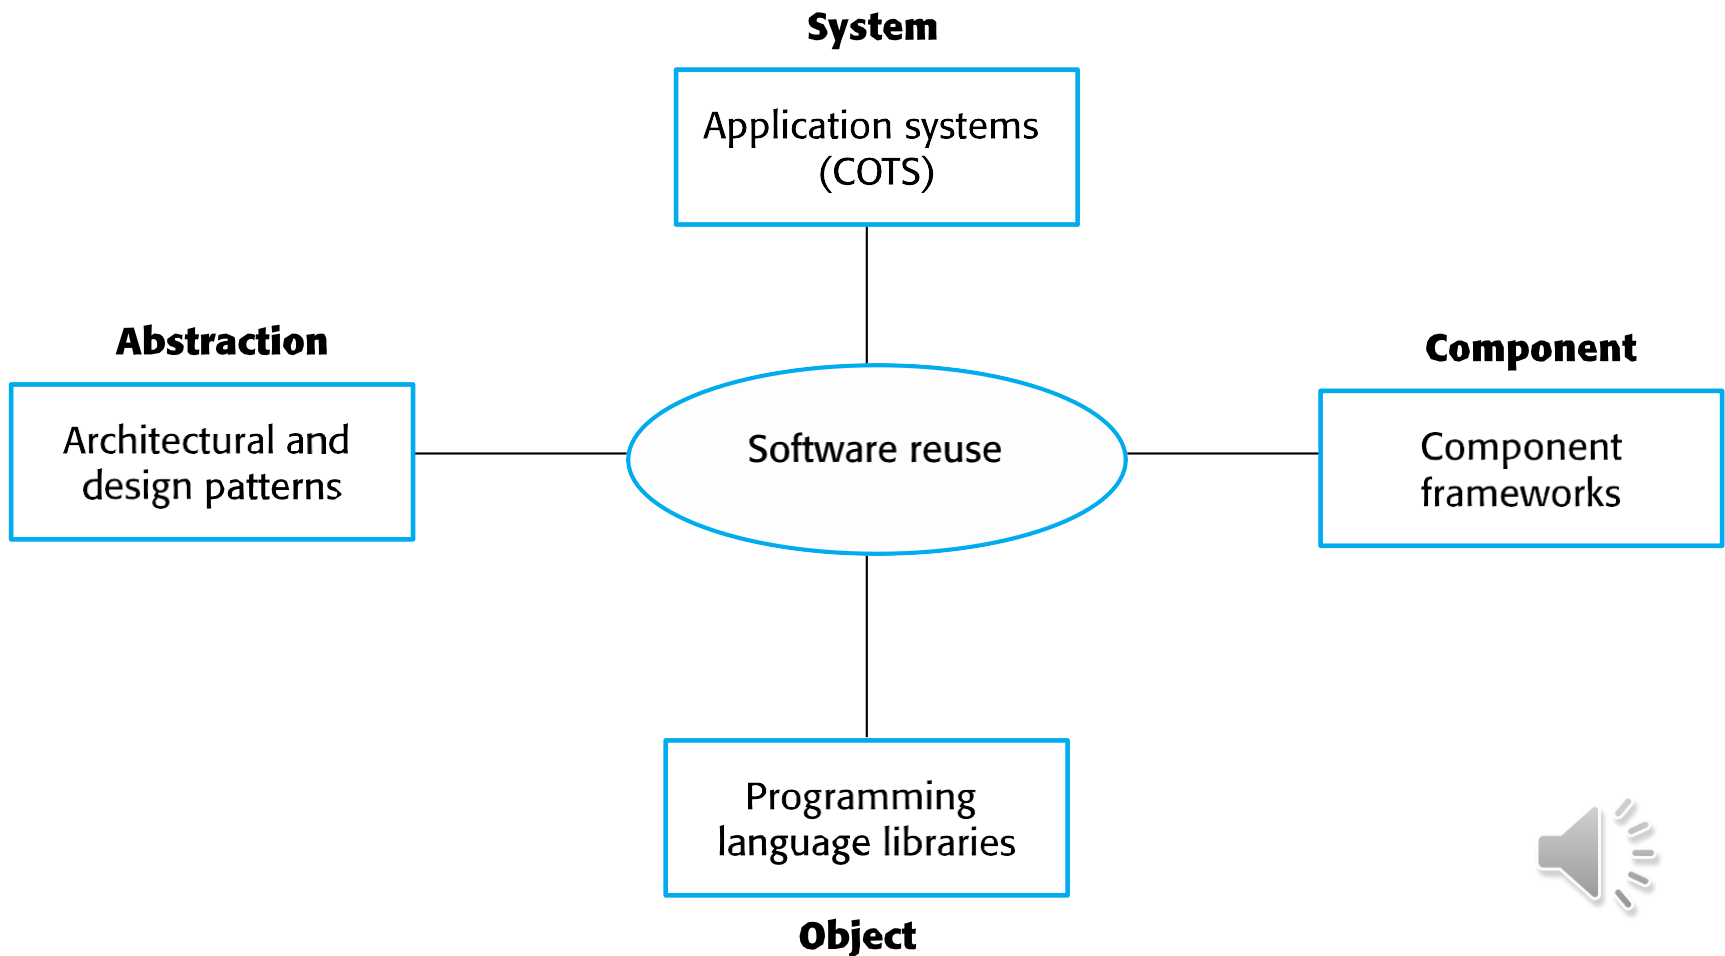 System
Application systems
(COTS)
Abstraction
Architectural and
design patterns
Software reuse
Component
Component
frameworks
Programming
language libraries
Object